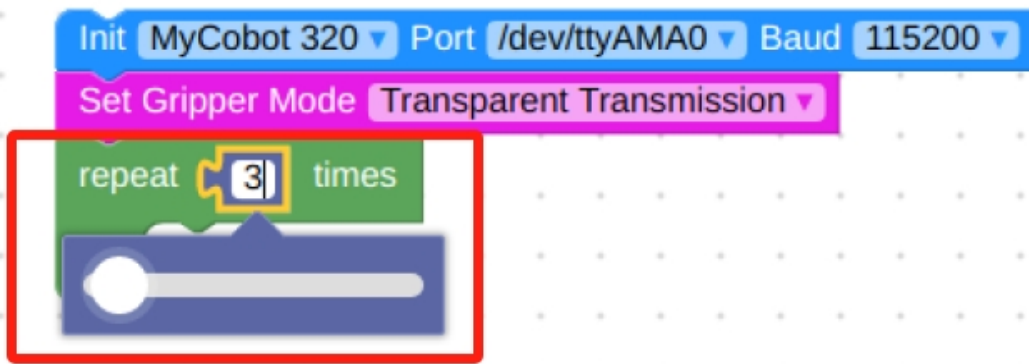 Init MyCobot 320 Port /dev/ttyAMA0 Baud 115200
Set Gripper Mode Transparent Transmission
repeat 3 times